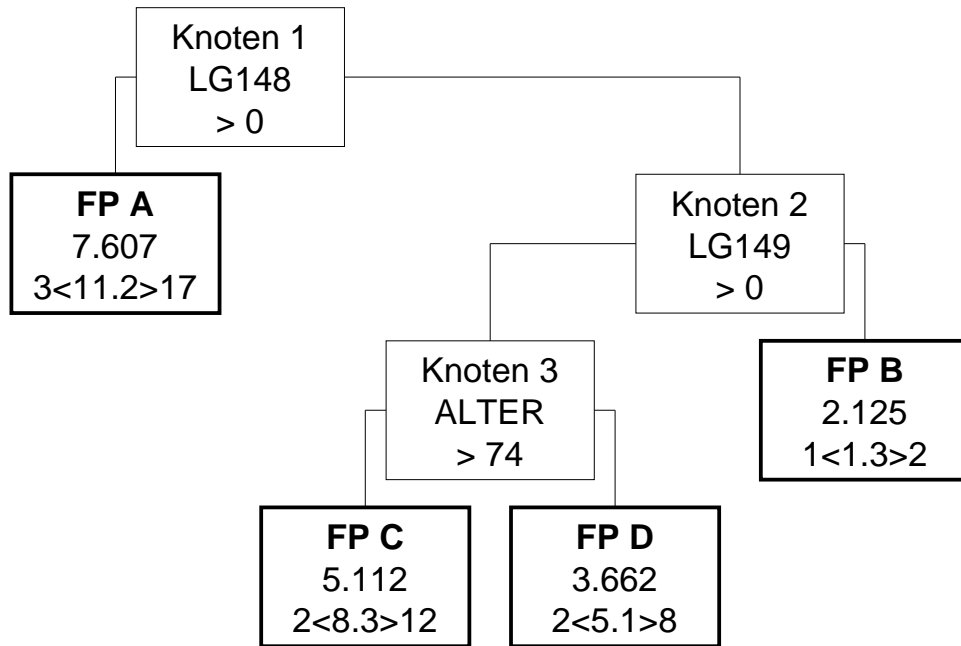 Knoten 1
LG148
> 0
FP A
7.607
3<11.2>17
Knoten 2
LG149
> 0
Knoten 3
ALTER
> 74
FP B
2.125
1<1.3>2
FP C
5.112
2<8.3>12
FP D
3.662
2<5.1>8